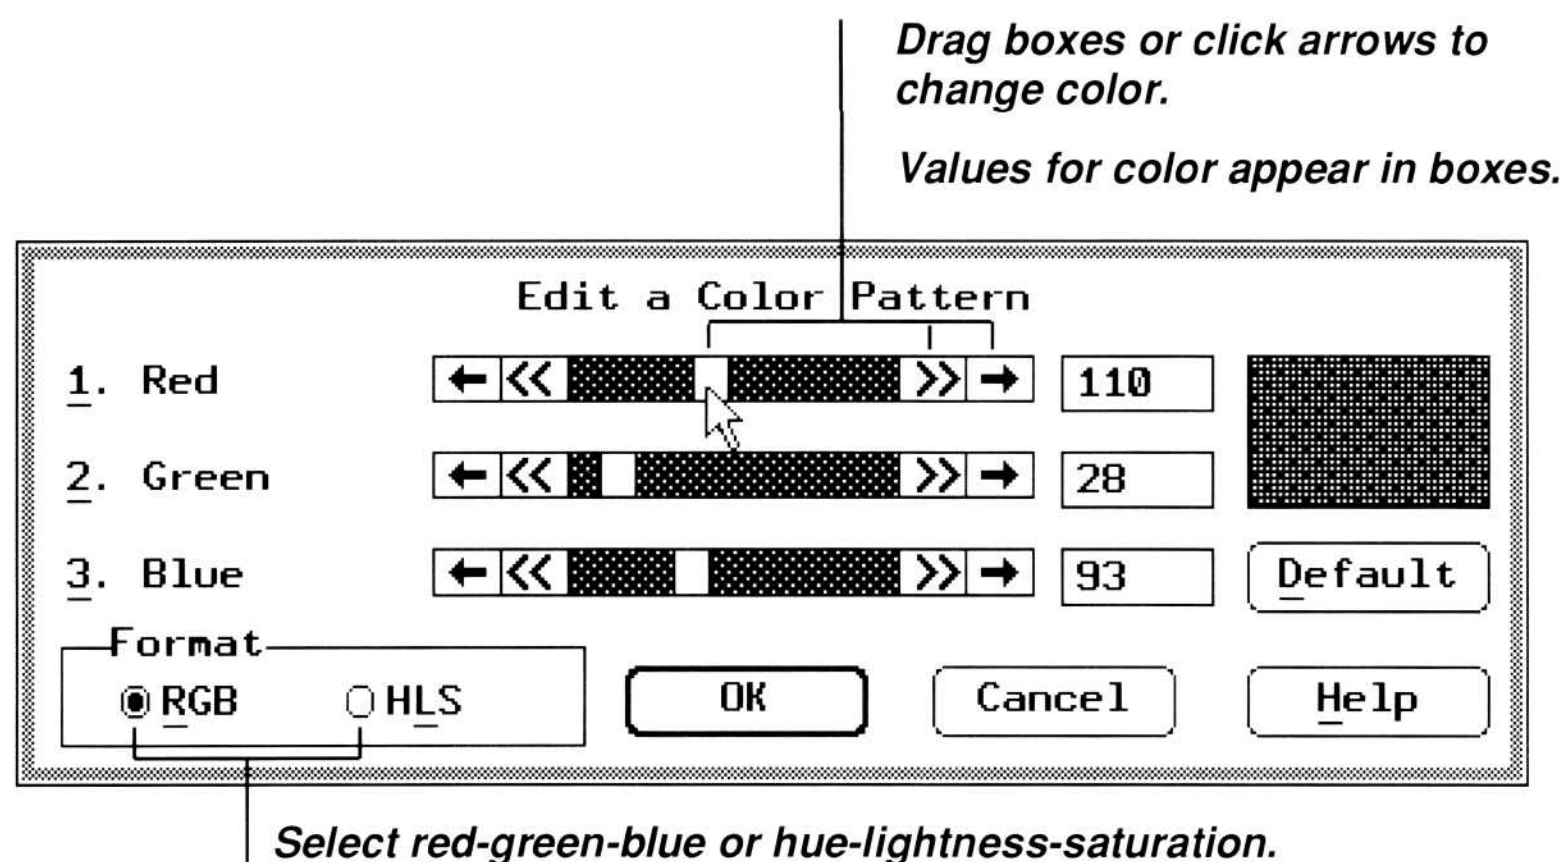 Drag boxes or click arrows to
change color.
Values for color appear in boxes.
Edit a Color Pattern
1. Red
110
2. Green
28
3. Blue
93
Default
Format
RGB HLS
OK
Cancel
Help
Select red-green-blue or hue-lightness-saturation.